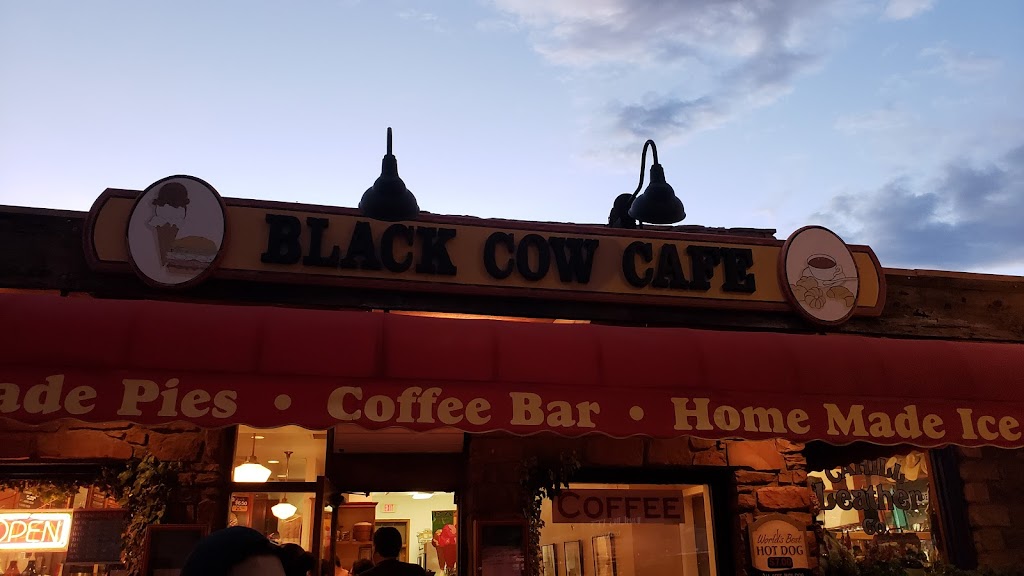 BLACK COW CAFE
ade Pies • Coffee Bar • Home Made Ice
OPEN
COFFEE
Leather
World's Best
HOT DOG